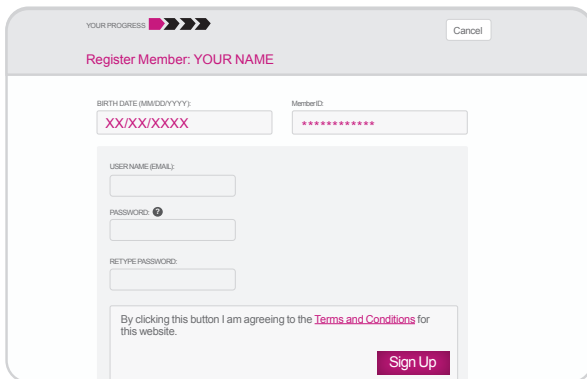 YOUR PROGRESS
Cancel
Register Member: YOUR NAME
BIRTH DATE (MM/DD/YYYY):
MemberID:
XX/XX/XXXX
************
USER NAME (EMAIL):
PASSWORD: ?
RETYPE PASSWORD:
By clicking this button I am agreeing to the Terms and Conditions for
this website.
Sign Up